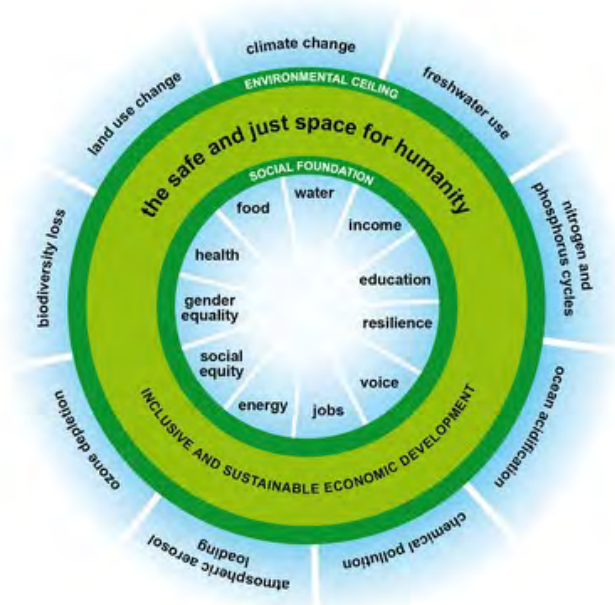 climate change
freshwater use
nitrogen and
phosphorus cycles
ocean acidification
chemical pollution
atmospheric aerosol
loading
ozone depletion
biodiversity loss
land use change
ENVIRONMENTAL CEILING
the safe and just space for humanity
SOCIAL FOUNDATION
water
income
education
resilience
voice
jobs
energy
social
equity
gender
equality
health
food
INCLUSIVE AND SUSTAINABLE ECONOMIC DEVELOPMENT